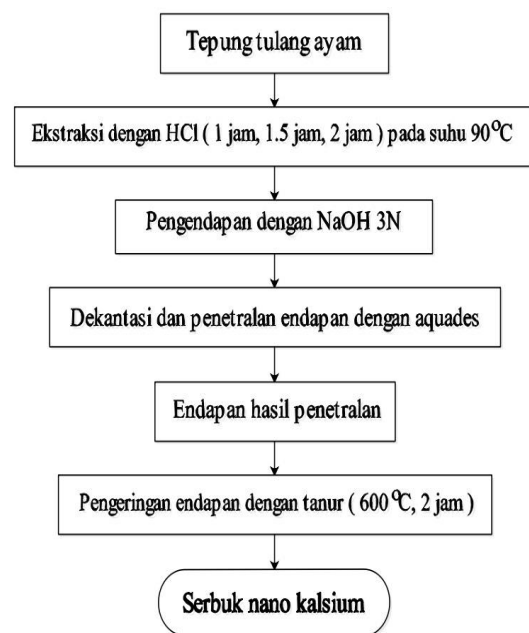 Tepung tulang ayam
Ekstraksi dengan HCl ( 1 jam, 1.5 jam, 2 jam ) pada suhu 90°C
Pengendapan dengan NaOH 3N
Dekantasi dan penetralan endapan dengan aquades
Endapan hasil penetralan
Pengeringan endapan dengan tanur ( 600 °C, 2 jam )
Serbuk nano kalsium